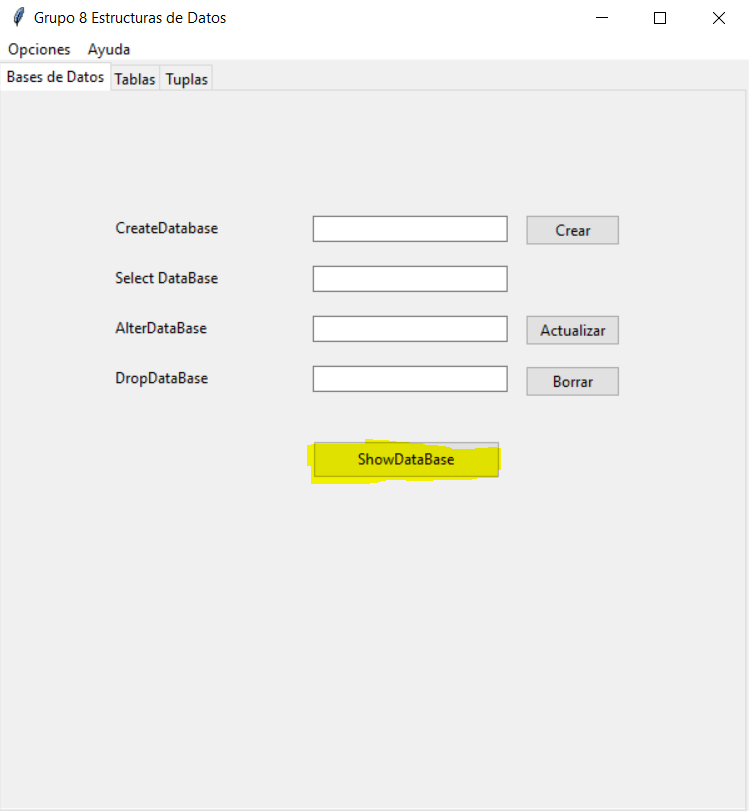 Grupo 8 Estructuras de Datos
Opciones Ayuda
Bases de Datos Tablas Tuplas
CreateDatabase Crear
Select DataBase
AlterDataBase Actualizar
DropDataBase Borrar
ShowDataBase